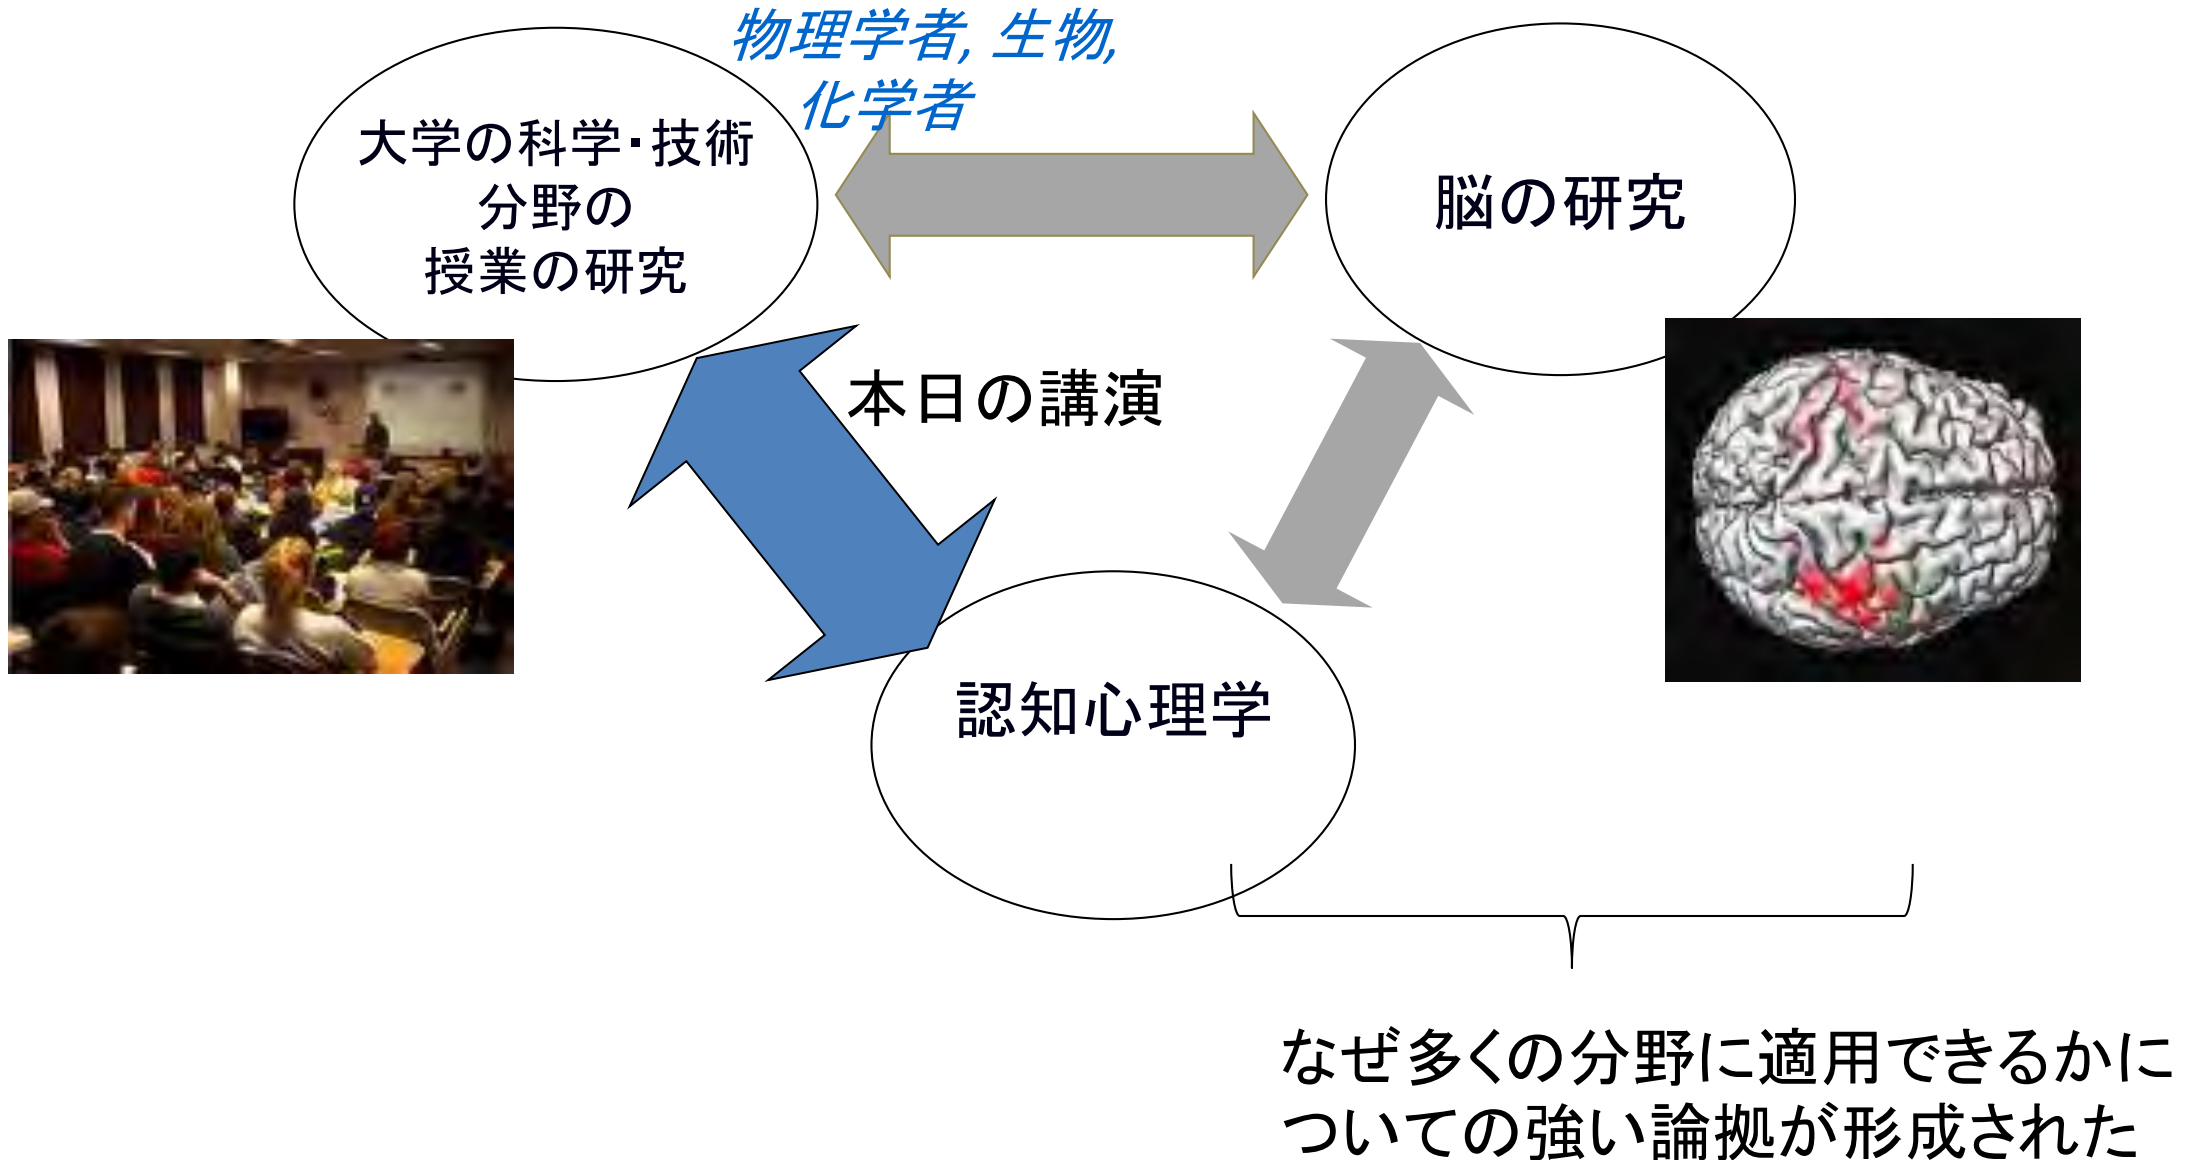 物理学者, 生物,
化学者
大学の科学・技術
分野の
授業の研究
脳の研究
本日の講演
認知心理学
なぜ多くの分野に適用できるかに
ついての強い論拠が形成された